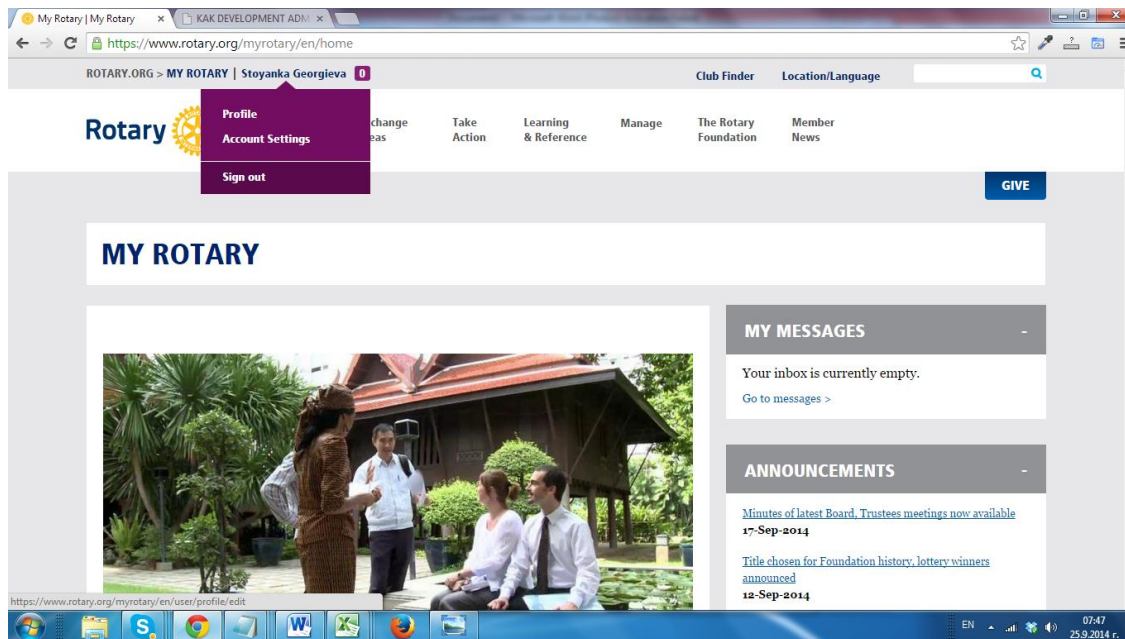 My Rotary | My Rotary
KAK DEVELOPMENT ADM
https://www.rotary.org/myrotary/en/home
ROTARY.ORG > MY ROTARY | Stoyanka Georgieva 0
Club Finder
Location/Language
Profile
Account Settings
Sign out
Rotary
change
eas
Take
Action
Learning
& Reference
Manage
The Rotary
Foundation
Member
News
GIVE
MY ROTARY
MY MESSAGES -
Your inbox is currently empty.
Go to messages >
ANNOUNCEMENTS -
Minutes of latest Board, Trustees meetings now available
17-Sep-2014
Title chosen for Foundation history, lottery winners
announced
12-Sep-2014
https://www.rotary.org/myrotary/en/user/profile/edit
EN
07:47
25.9.2014 г.